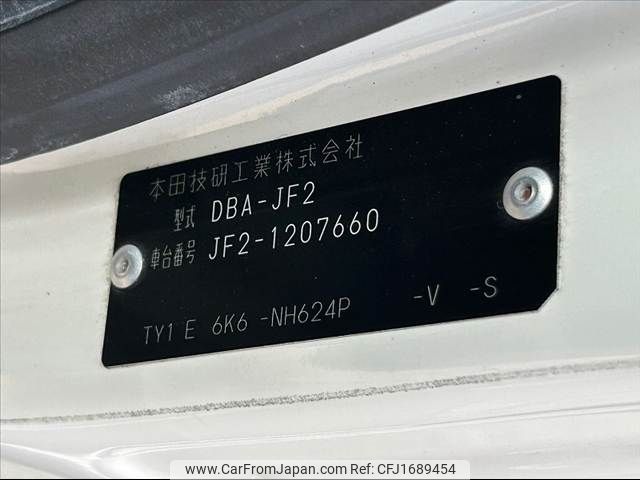 本田技研工業株式会社
型式 DBA-JF2
車台番号 JF2-1207660
TY1 E 6K6 -NH624P -V -S
www.CarFromJapan.com | REF: CFJ1689454